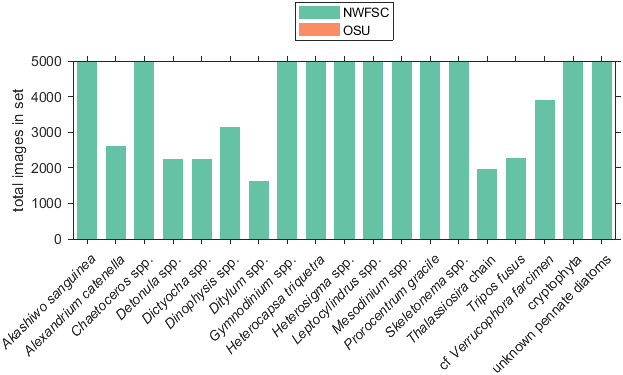 NWFSC
OSU
total images in set
5000
4000
3000
2000
1000
0
Akashiwo sanguinea
Alexandrium catenella
Chaetoceros spp.
Detonula spp.
Dictyocha spp.
Dinophysis spp.
Ditylum spp.
Gymnodinium spp.
Heterocapsa triquetra
Heterosigma spp.
Leptocylindrus spp.
Mesodinium spp.
Prorocentrum gracile
Skeletonema spp.
Thalassiosira chain
Tripos fusus
cf Verrucophora farcimen
cryptophyta
unknown pennate diatoms